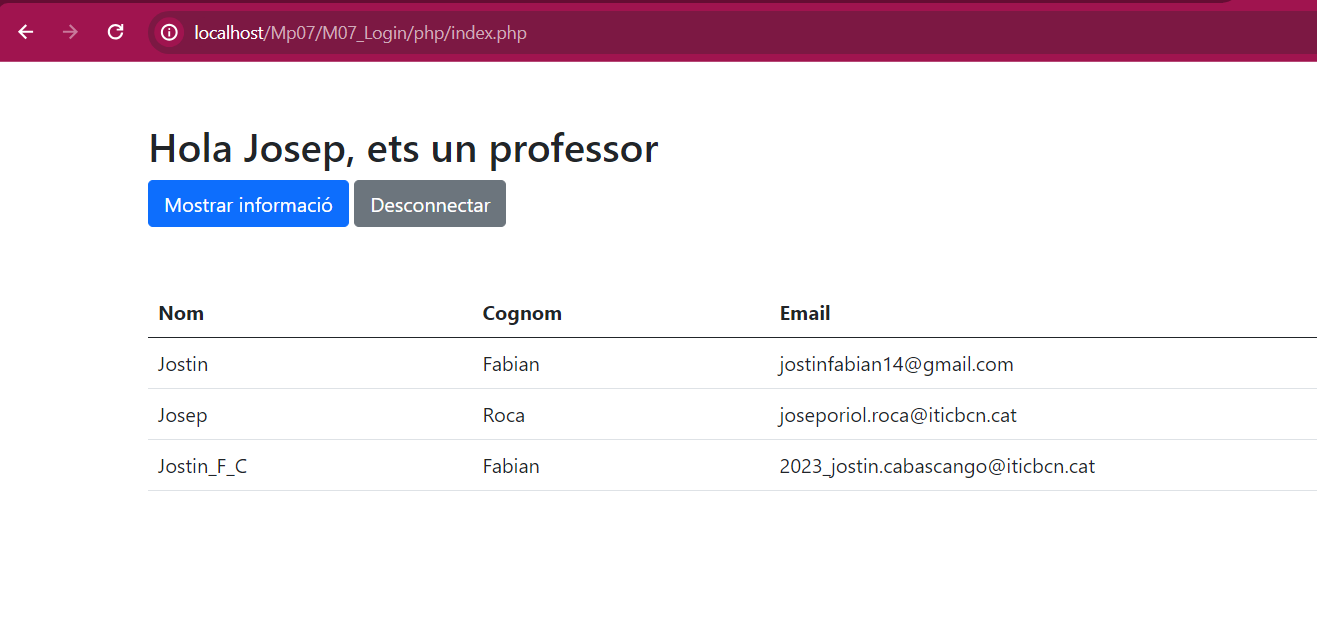 localhost/Mp07/M07_Login/php/index.php
Hola Josep, ets un professor
Mostrar informació Desconnectar
Nom Cognom Email
Jostin Fabian jostinfabian14@gmail.com
Josep Roca joseporiol.roca@iticbcn.cat
Jostin_F_C Fabian 2023_jostin.cabascango@iticbcn.cat